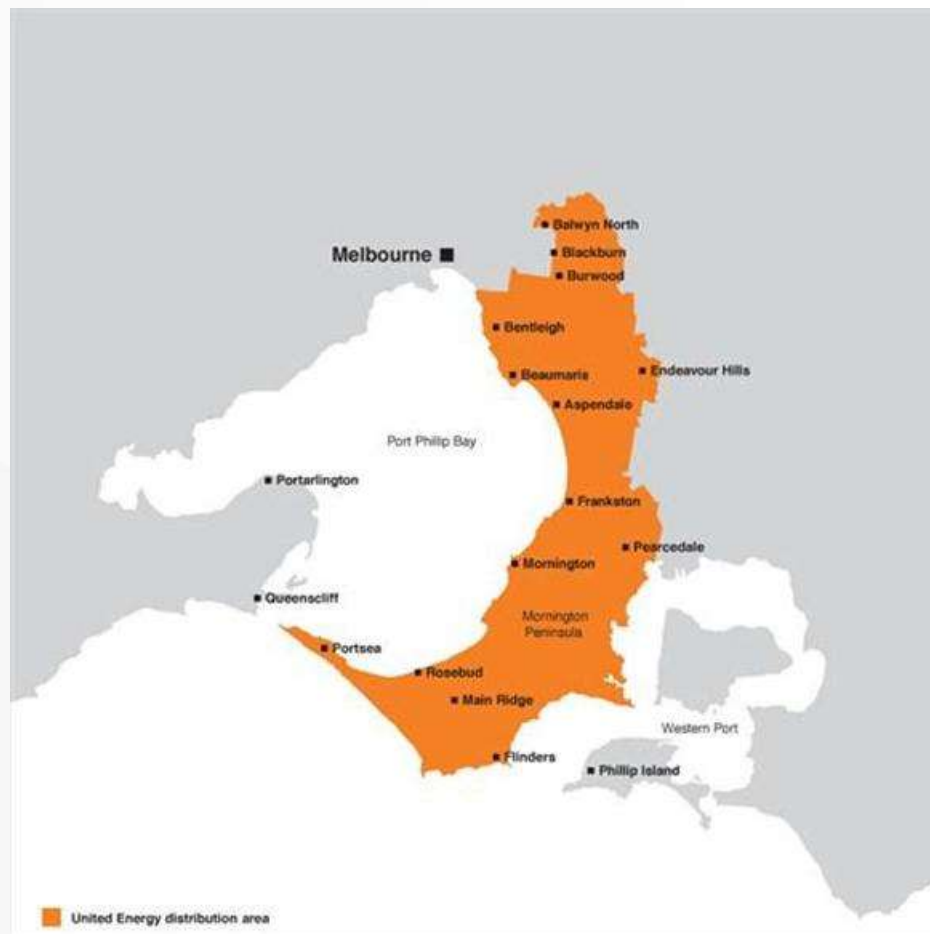 Balwyn North
Melbourne
Blackburn
Burwood
Bentleigh
Endeavour Hills
Beaumaris
Aspendale
Port Phillip Bay
Portarlington
Frankston
Pearcedale
Mornington
Queenscliff
Mornington
Peninsula
Portsea
Rosebud
Main Ridge
Western Port
Flinders
Phillip Island
United Energy distribution area